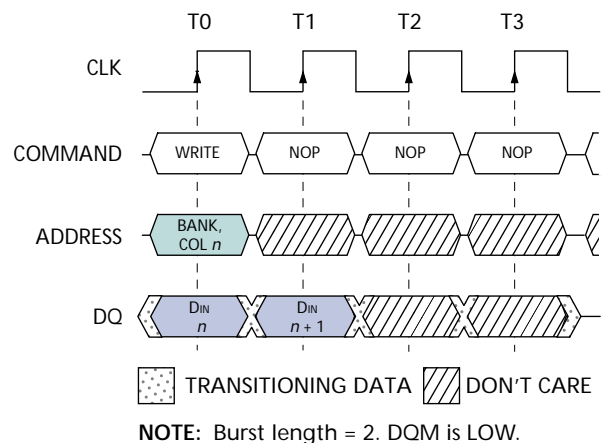 T0 T1 T2 T3
CLK
COMMAND WRITE NOP NOP NOP
ADDRESS BANK,
COL n
DQ DIN
n DIN
n + 1
TRANSITIONING DATA DON'T CARE
NOTE: Burst length = 2. DQM is LOW.